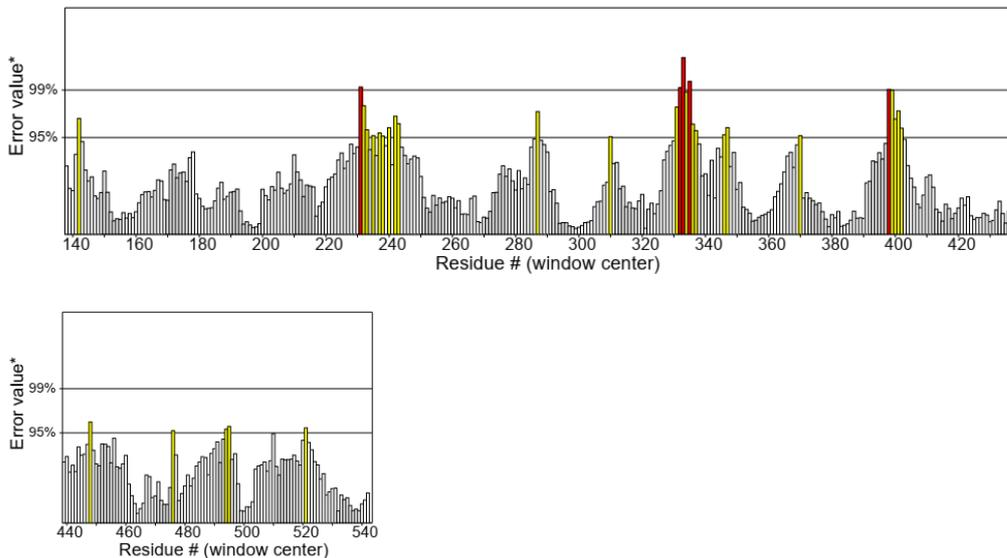 Error value*
99%
95%
140 160 180 200 220 240 260 280 300 320 340 360 380 400 420
Residue # (window center)
Error value*
99%
95%
440 460 480 500 520 540
Residue # (window center)